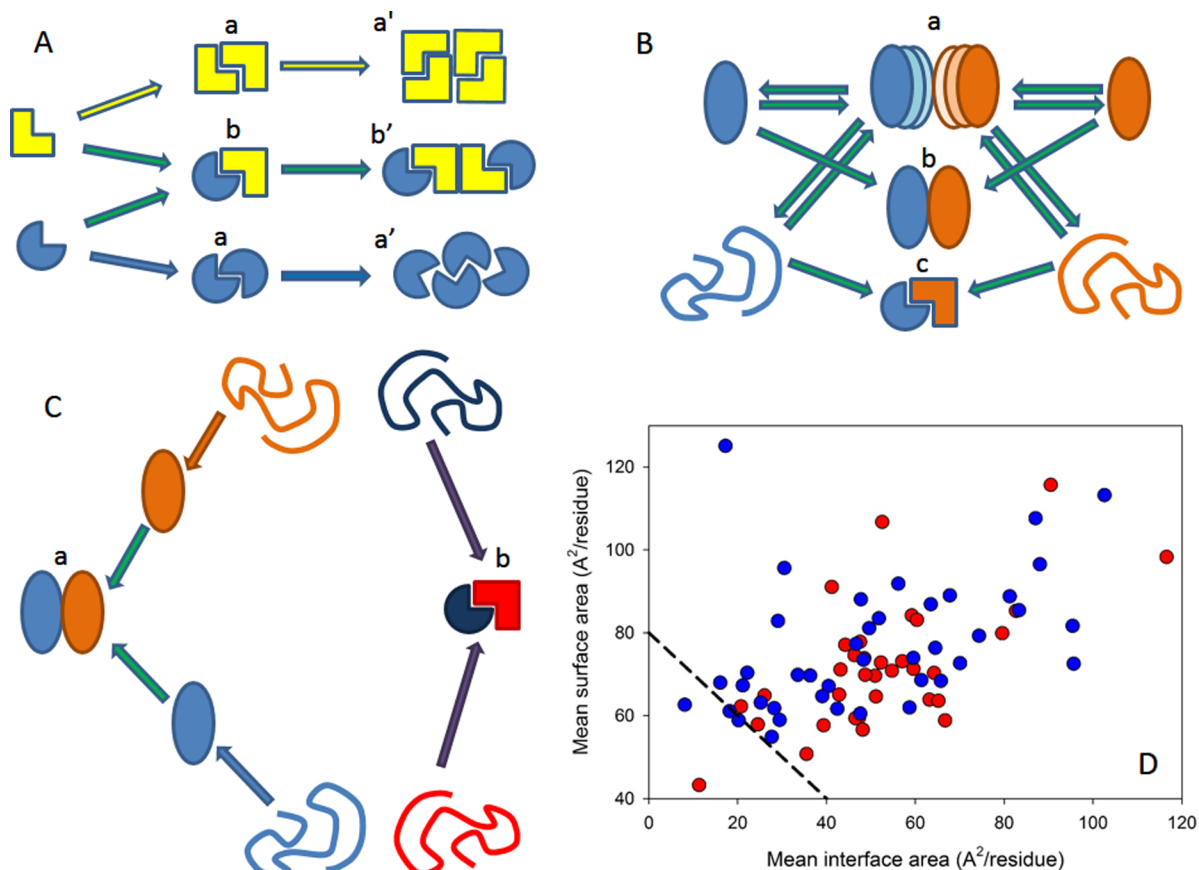 A
a
a'
b
b'
a
a'
B
a
b
c
C
a
b
D
Mean surface area (A²/residue)
120
100
80
60
40
0 20 40 60 80 100 120
Mean interface area (A²/residue)